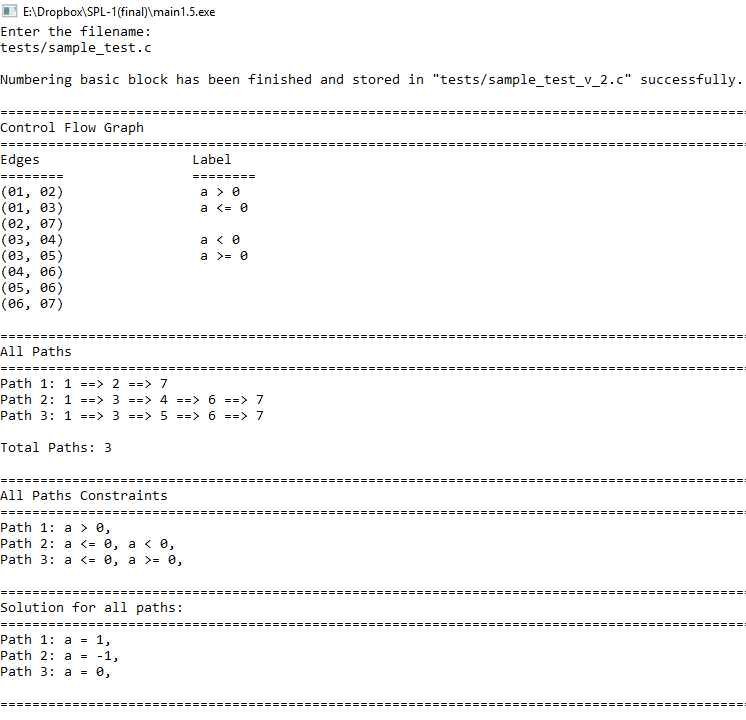 E:\Dropbox\SPL-1(final)\main1.5.exe
Enter the filename:
tests/sample_test.c
Numbering basic block has been finished and stored in "tests/sample_test_v_2.c" successfully.
==============================================================================================
Control Flow Graph
==============================================================================================
Edges                   Label
========                ========
(01, 02)                 a > 0
(01, 03)                 a <= 0
(02, 07)
(03, 04)                 a < 0
(03, 05)                 a >= 0
(04, 06)
(05, 06)
(06, 07)
==============================================================================================
All Paths
==============================================================================================
Path 1: 1 ==> 2 ==> 7
Path 2: 1 ==> 3 ==> 4 ==> 6 ==> 7
Path 3: 1 ==> 3 ==> 5 ==> 6 ==> 7
Total Paths: 3
==============================================================================================
All Paths Constraints
==============================================================================================
Path 1: a > 0,
Path 2: a <= 0, a < 0,
Path 3: a <= 0, a >= 0,
==============================================================================================
Solution for all paths:
==============================================================================================
Path 1: a = 1,
Path 2: a = -1,
Path 3: a = 0,
==============================================================================================